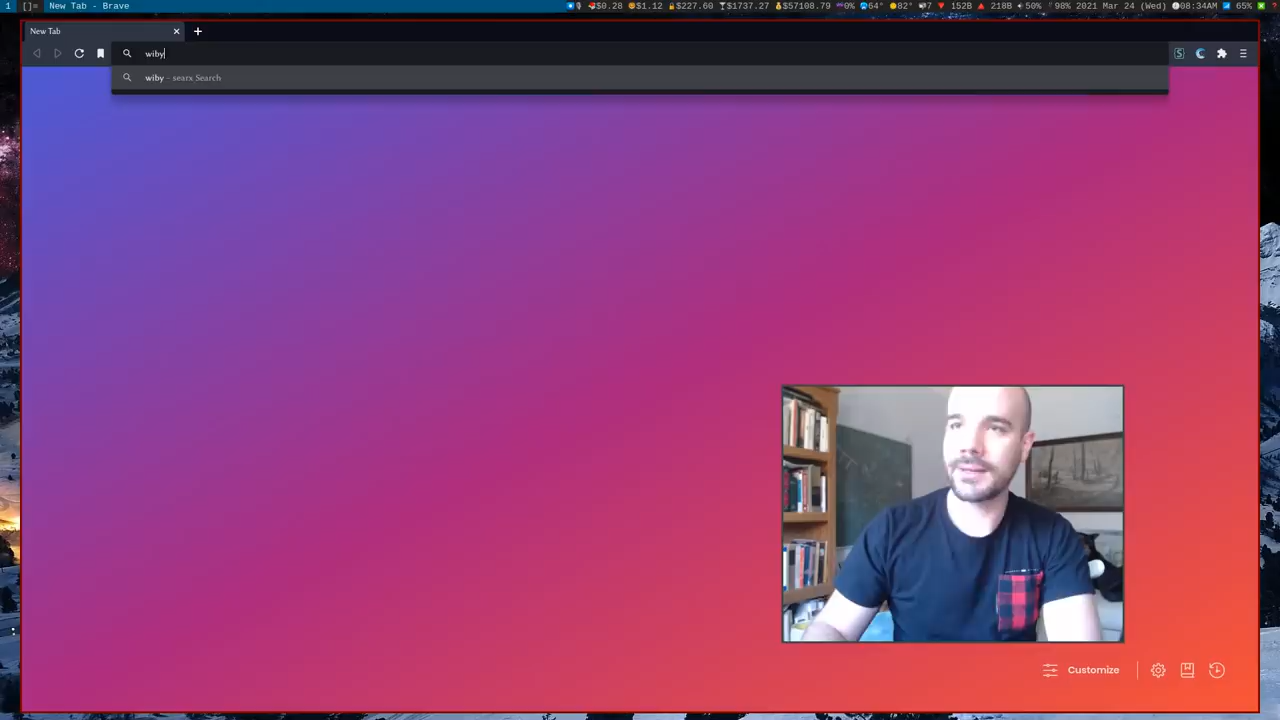 1 []= New Tab - Brave $0.28 $1.12 $227.60 $1737.27 $57108.79 0% 64° 82° 7 152B 218B 50% 98% 2021 Mar 24 (Wed) 08:34AM 65% ?
New Tab
wiby
wiby – searx Search
Customize